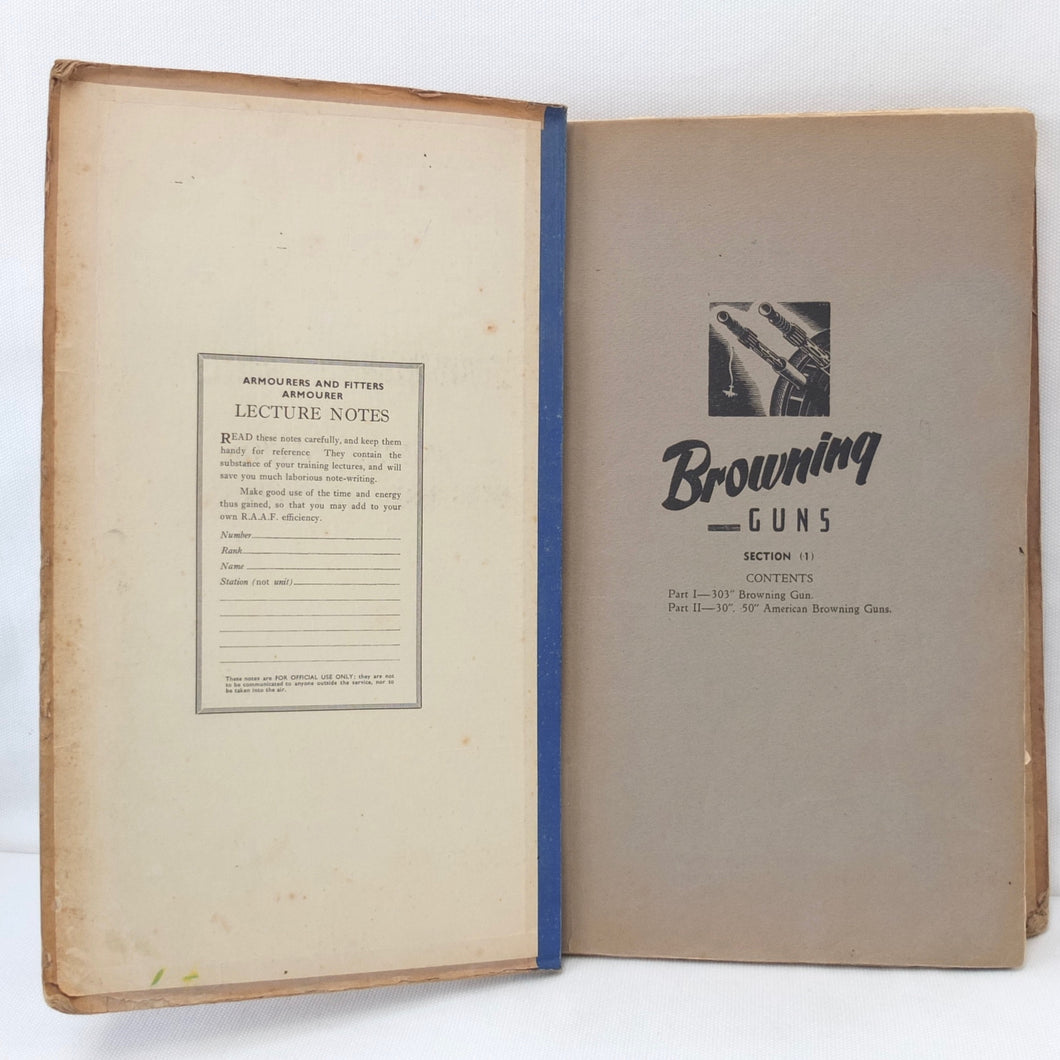 ARMOURERS AND FITTERS
ARMOURER
LECTURE NOTES
READ these notes carefully, and keep them
handy for reference They contain the
substance of your training lectures, and will
save you much laborious note-writing.
Make good use of the time and energy
thus gained, so that you may add to your
own R.A.A.F. efficiency.
Number
Rank
Name
Station (not unit)
These notes are FOR OFFICIAL USE ONLY; they are not
to be communicated to anyone outside the service, nor to
be taken into the air.
Browning
GUNS
SECTION (1)
CONTENTS
Part I—303" Browning Gun.
Part II—30". 50" American Browning Guns.